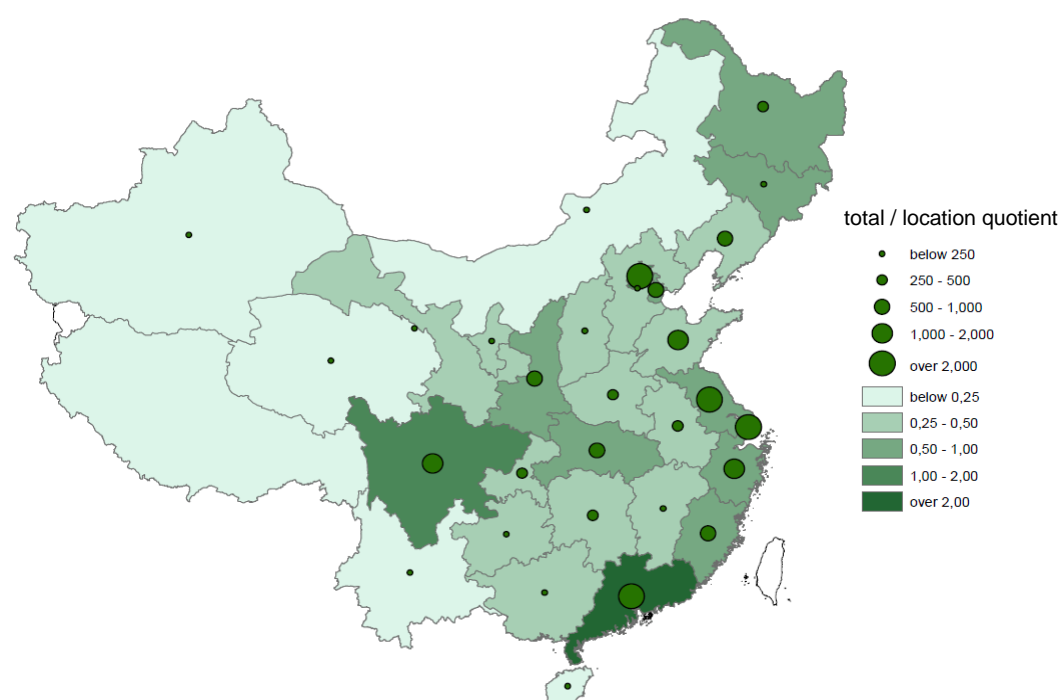 total / location quotient
below 250
250 - 500
500 - 1,000
1,000 - 2,000
over 2,000
below 0,25
0,25 - 0,50
0,50 - 1,00
1,00 - 2,00
over 2,00